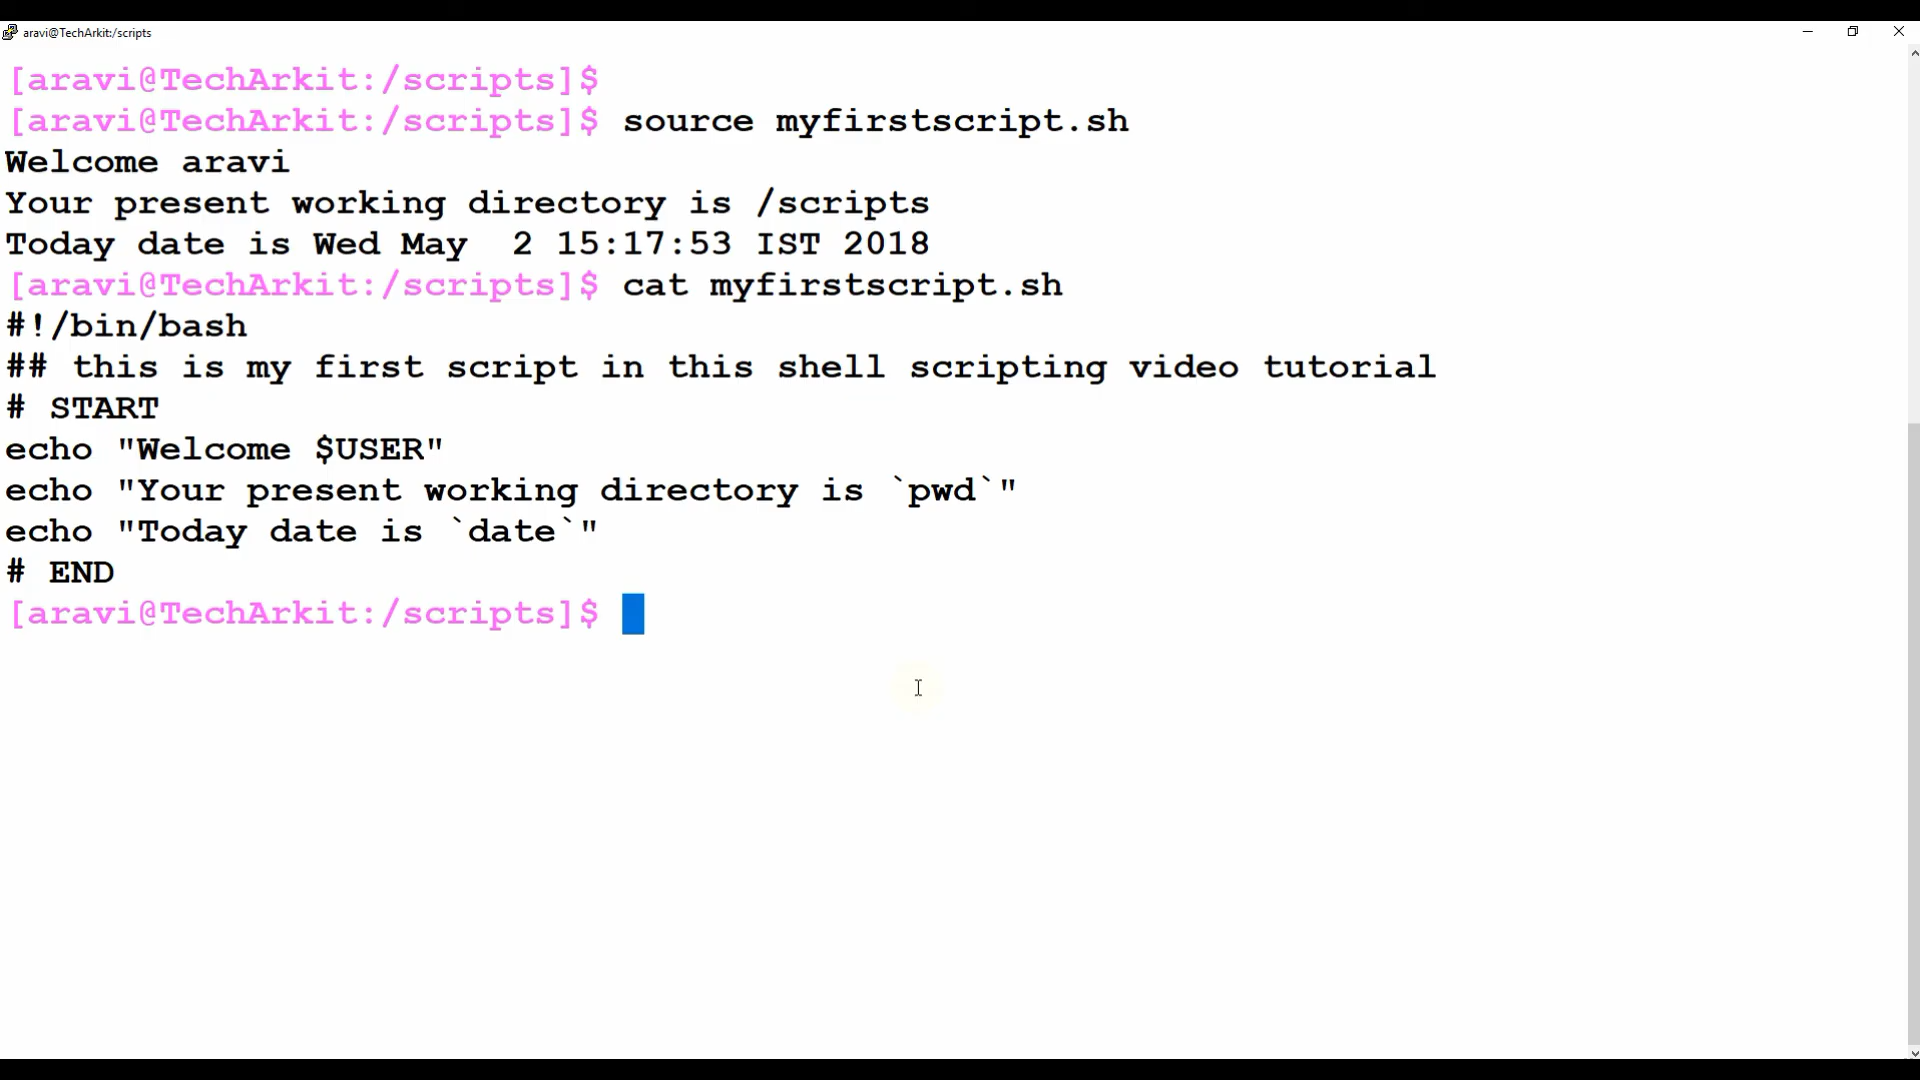 aravi@TechArkit:/scripts
[aravi@TechArkit:/scripts]$
[aravi@TechArkit:/scripts]$ source myfirstscript.sh
Welcome aravi
Your present working directory is /scripts
Today date is Wed May  2 15:17:53 IST 2018
[aravi@TechArkit:/scripts]$ cat myfirstscript.sh
#!/bin/bash
## this is my first script in this shell scripting video tutorial
# START
echo "Welcome $USER"
echo "Your present working directory is `pwd`"
echo "Today date is `date`"
# END
[aravi@TechArkit:/scripts]$